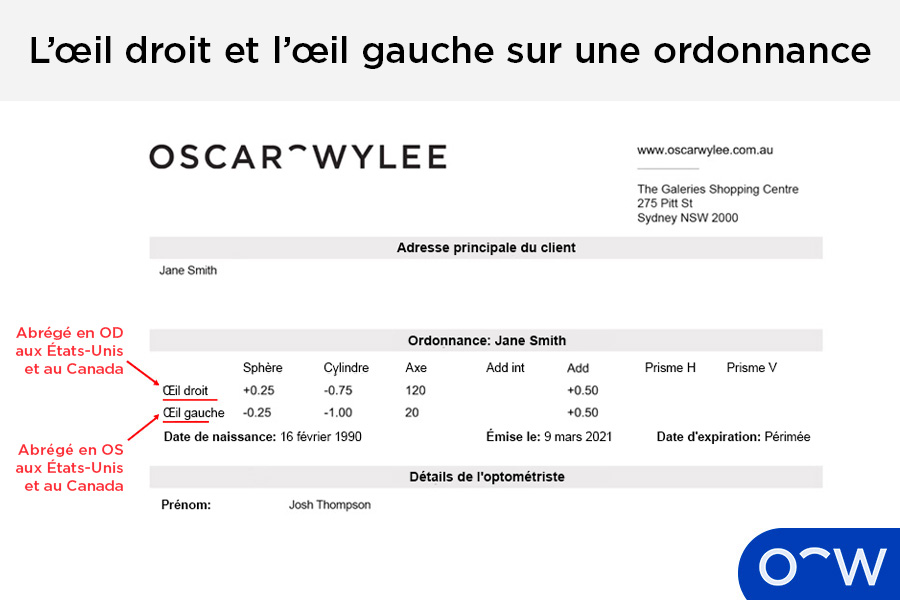 L'œil droit et l'œil gauche sur une ordonnance
OSCAR WYLEE
www.oscarwylee.com.au
The Galeries Shopping Centre
275 Pitt St
Sydney NSW 2000
Adresse principale du client
Jane Smith
Ordonnance: Jane Smith
Sphère Cylindre Axe Add int Add Prisme H Prisme V
Abrégé en OD
aux États-Unis
et au Canada
Œil droit +0.25 -0.75 120 +0.50
Œil gauche -0.25 -1.00 20 +0.50
Abrégé en OS
aux États-Unis
et au Canada
Date de naissance: 16 février 1990 Émise le: 9 mars 2021 Date d'expiration: Périmée
Détails de l'optométriste
Prénom: Josh Thompson
OW